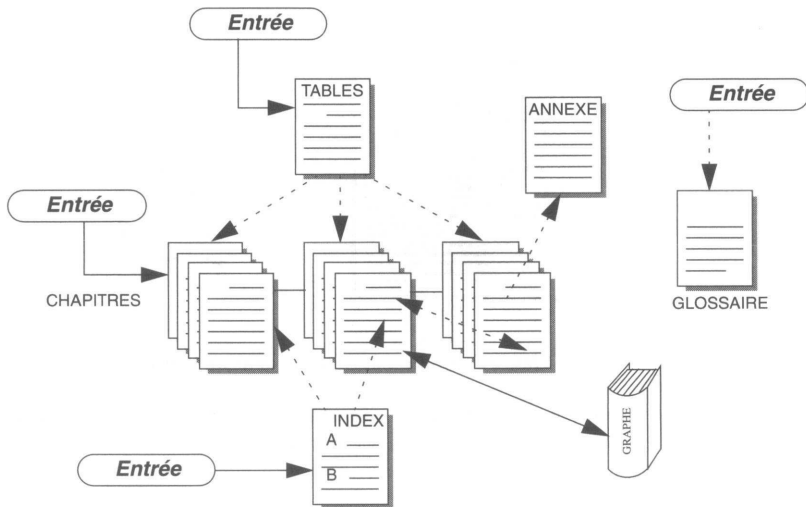 Entrée
TABLES
ANNEXE
Entrée
Entrée
CHAPITRES
GLOSSAIRE
INDEX
A
B
GRAPHE
Entrée